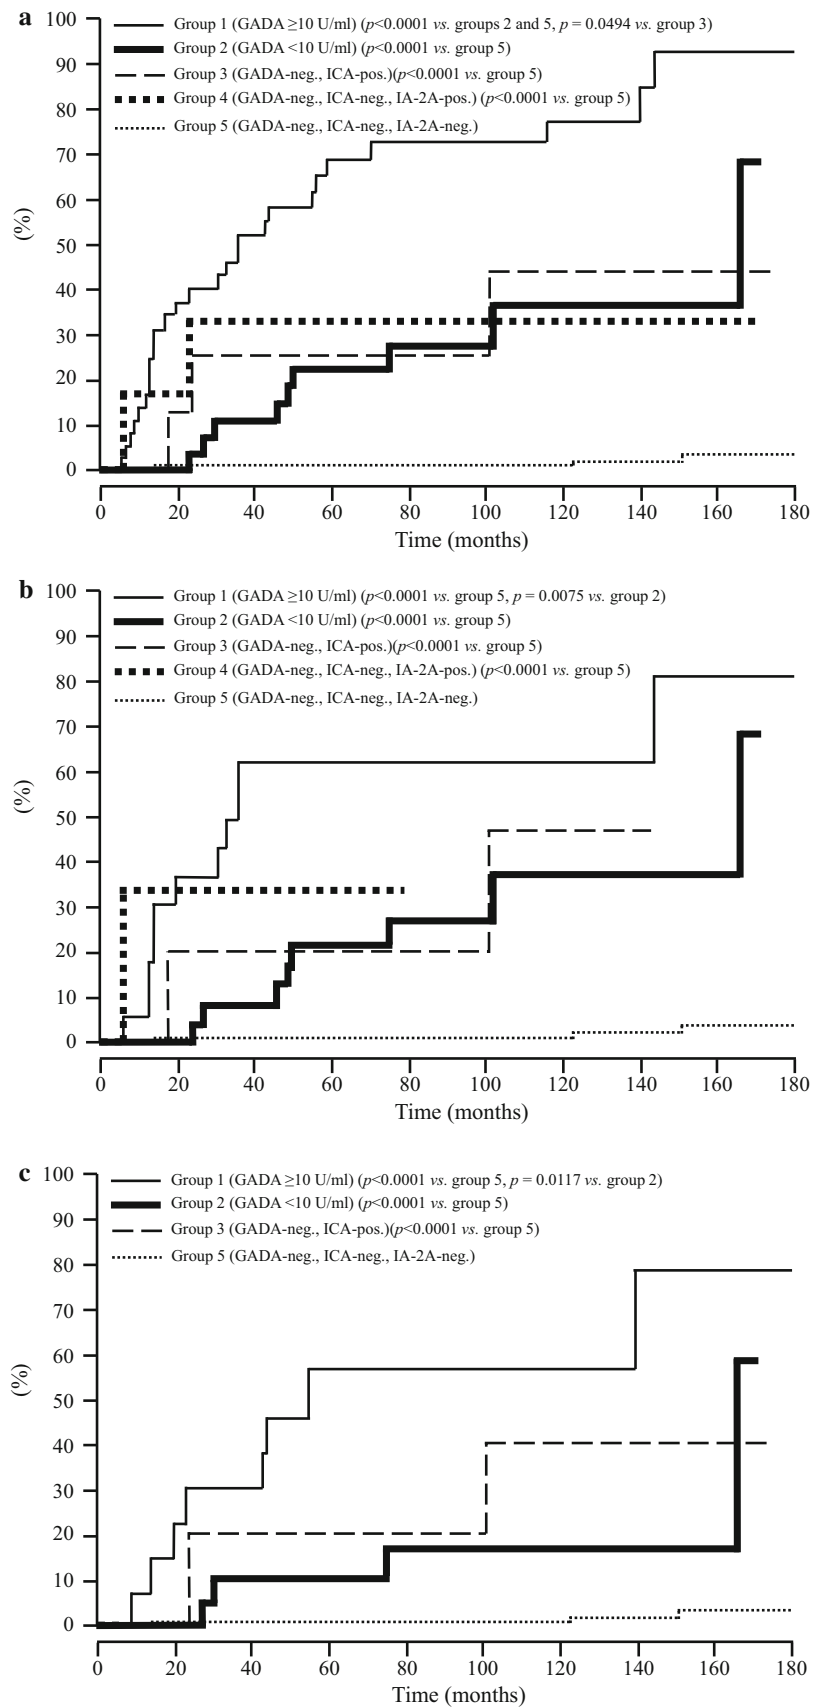 a
100
Group 1 (GADA ≥10 U/ml) (p<0.0001 vs. groups 2 and 5, p = 0.0494 vs. group 3)
Group 2 (GADA <10 U/ml) (p<0.0001 vs. group 5)
90
Group 3 (GADA-neg., ICA-pos.)(p<0.0001 vs. group 5)
Group 4 (GADA-neg., ICA-neg., IA-2A-pos.) (p<0.0001 vs. group 5)
80
Group 5 (GADA-neg., ICA-neg., IA-2A-neg.)
70
60
(%)
50
40
30
20
10
0
0 20 40 60 80 100 120 140 160 180
Time (months)
b
100
Group 1 (GADA ≥10 U/ml) (p<0.0001 vs. group 5, p = 0.0075 vs. group 2)
Group 2 (GADA <10 U/ml) (p<0.0001 vs. group 5)
90
Group 3 (GADA-neg., ICA-pos.)(p<0.0001 vs. group 5)
Group 4 (GADA-neg., ICA-neg., IA-2A-pos.) (p<0.0001 vs. group 5)
80
Group 5 (GADA-neg., ICA-neg., IA-2A-neg.)
70
60
(%)
50
40
30
20
10
0
0 20 40 60 80 100 120 140 160 180
Time (months)
c
100
Group 1 (GADA ≥10 U/ml) (p<0.0001 vs. group 5, p = 0.0117 vs. group 2)
Group 2 (GADA <10 U/ml) (p<0.0001 vs. group 5)
90
Group 3 (GADA-neg., ICA-pos.)(p<0.0001 vs. group 5)
Group 5 (GADA-neg., ICA-neg., IA-2A-neg.)
80
70
60
(%)
50
40
30
20
10
0
0 20 40 60 80 100 120 140 160 180
Time (months)